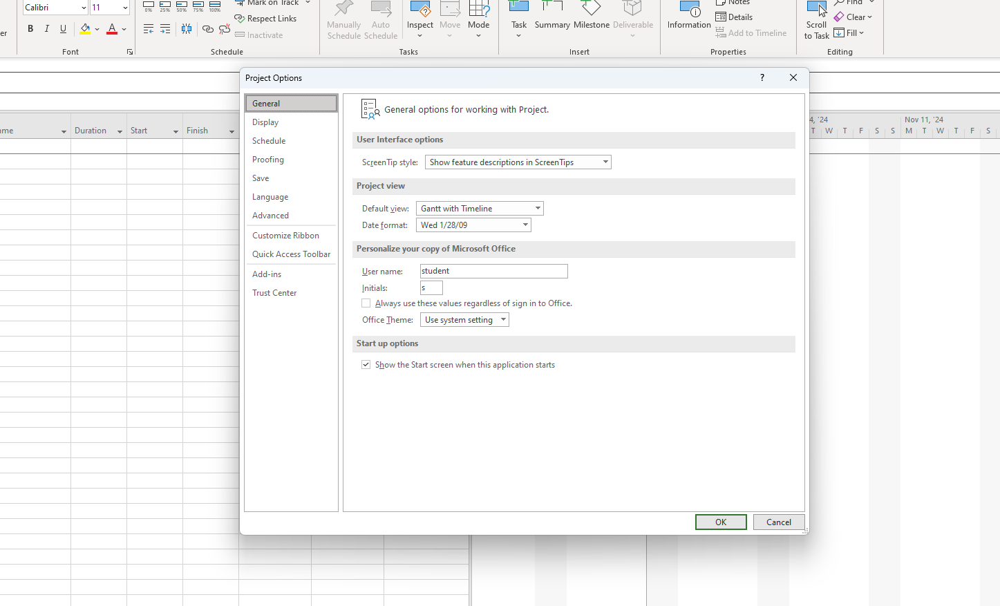 Calibri 11
0% 25% 50% 75% 100%
Mark on Track
Respect Links
Inactivate
B I U A
Manually Schedule
Auto Schedule
Inspect
Move
Mode
Task
Summary
Milestone
Deliverable
Information
Notes
Details
Add to Timeline
Scroll to Task
Find
Clear
Fill
er
Font
Schedule
Tasks
Insert
Properties
Editing
Project Options
?
General
Display
Schedule
Proofing
Save
Language
Advanced
Customize Ribbon
Quick Access Toolbar
Add-ins
Trust Center
General options for working with Project.
User Interface options
ScreenTip style: Show feature descriptions in ScreenTips
Project view
Default view: Gantt with Timeline
Date format: Wed 1/28/09
Personalize your copy of Microsoft Office
User name: student
Initials: s
Always use these values regardless of sign in to Office.
Office Theme: Use system setting
Start up options
Show the Start screen when this application starts
OK Cancel
me Duration Start Finish
4, '24 Nov 11, '24
T W T F S S M T W T F S